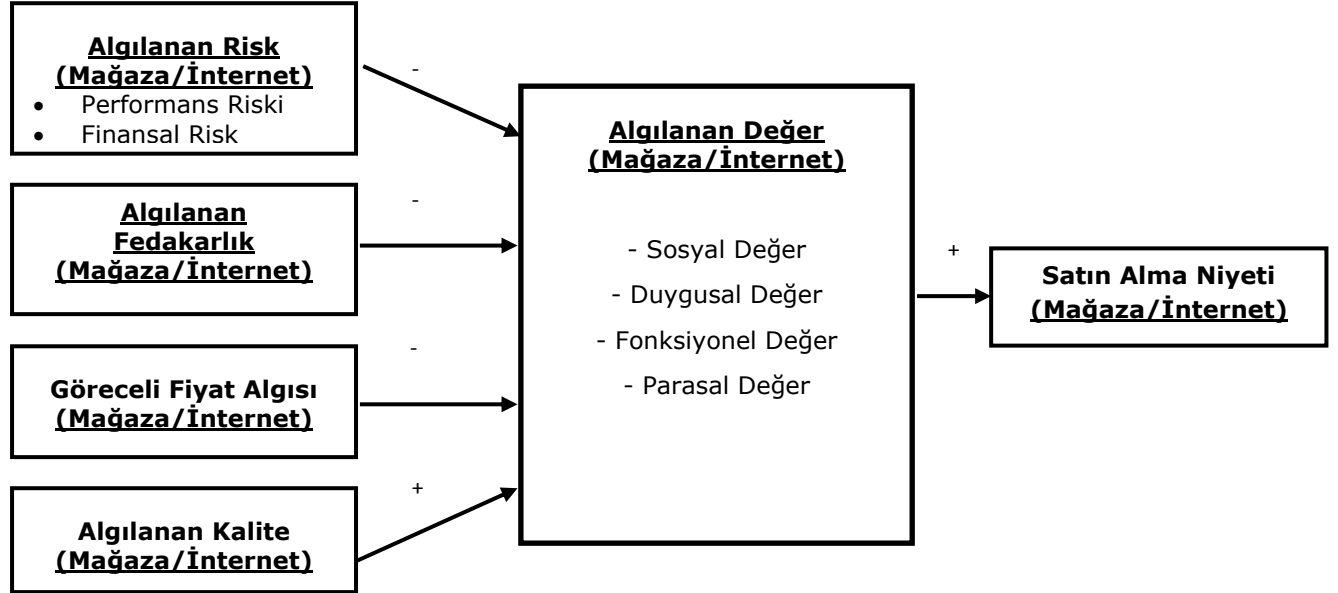 Algılanan Risk
(Mağaza/İnternet)
• Performans Riski
• Finansal Risk
-
Algılanan
Fedakarlık
(Mağaza/İnternet)
-
Göreceli Fiyat Algısı
(Mağaza/İnternet)
-
Algılanan Kalite
(Mağaza/İnternet)
+
Algılanan Değer
(Mağaza/İnternet)
- Sosyal Değer
- Duygusal Değer
- Fonksiyonel Değer
- Parasal Değer
+
Satın Alma Niyeti
(Mağaza/İnternet)